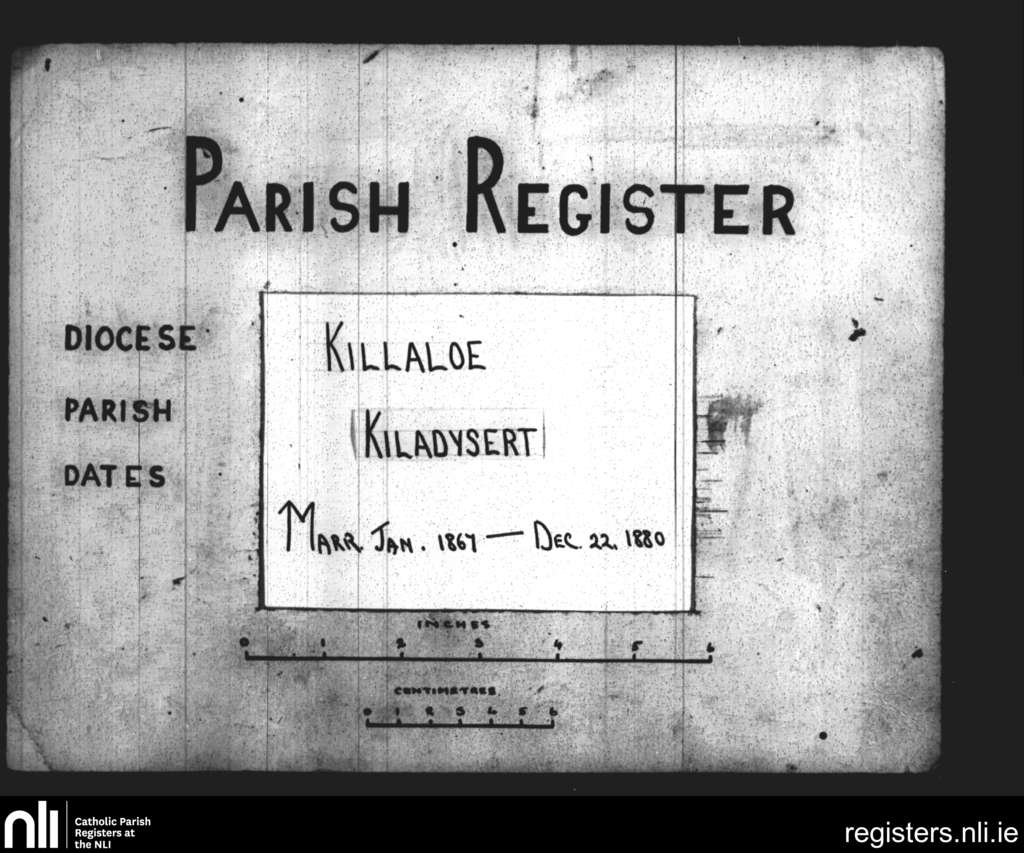 PARISH REGISTER
DIOCESE KILLALOE
PARISH KILADYSERT
DATES MARR. JAN. 1867 — DEC. 22. 1880
INCHES
0 1 2 3 4 5 6
CENTIMETRES
0 1 2 3 4 5 6
nli Catholic Parish
Registers at
the NLI
registers.nli.ie